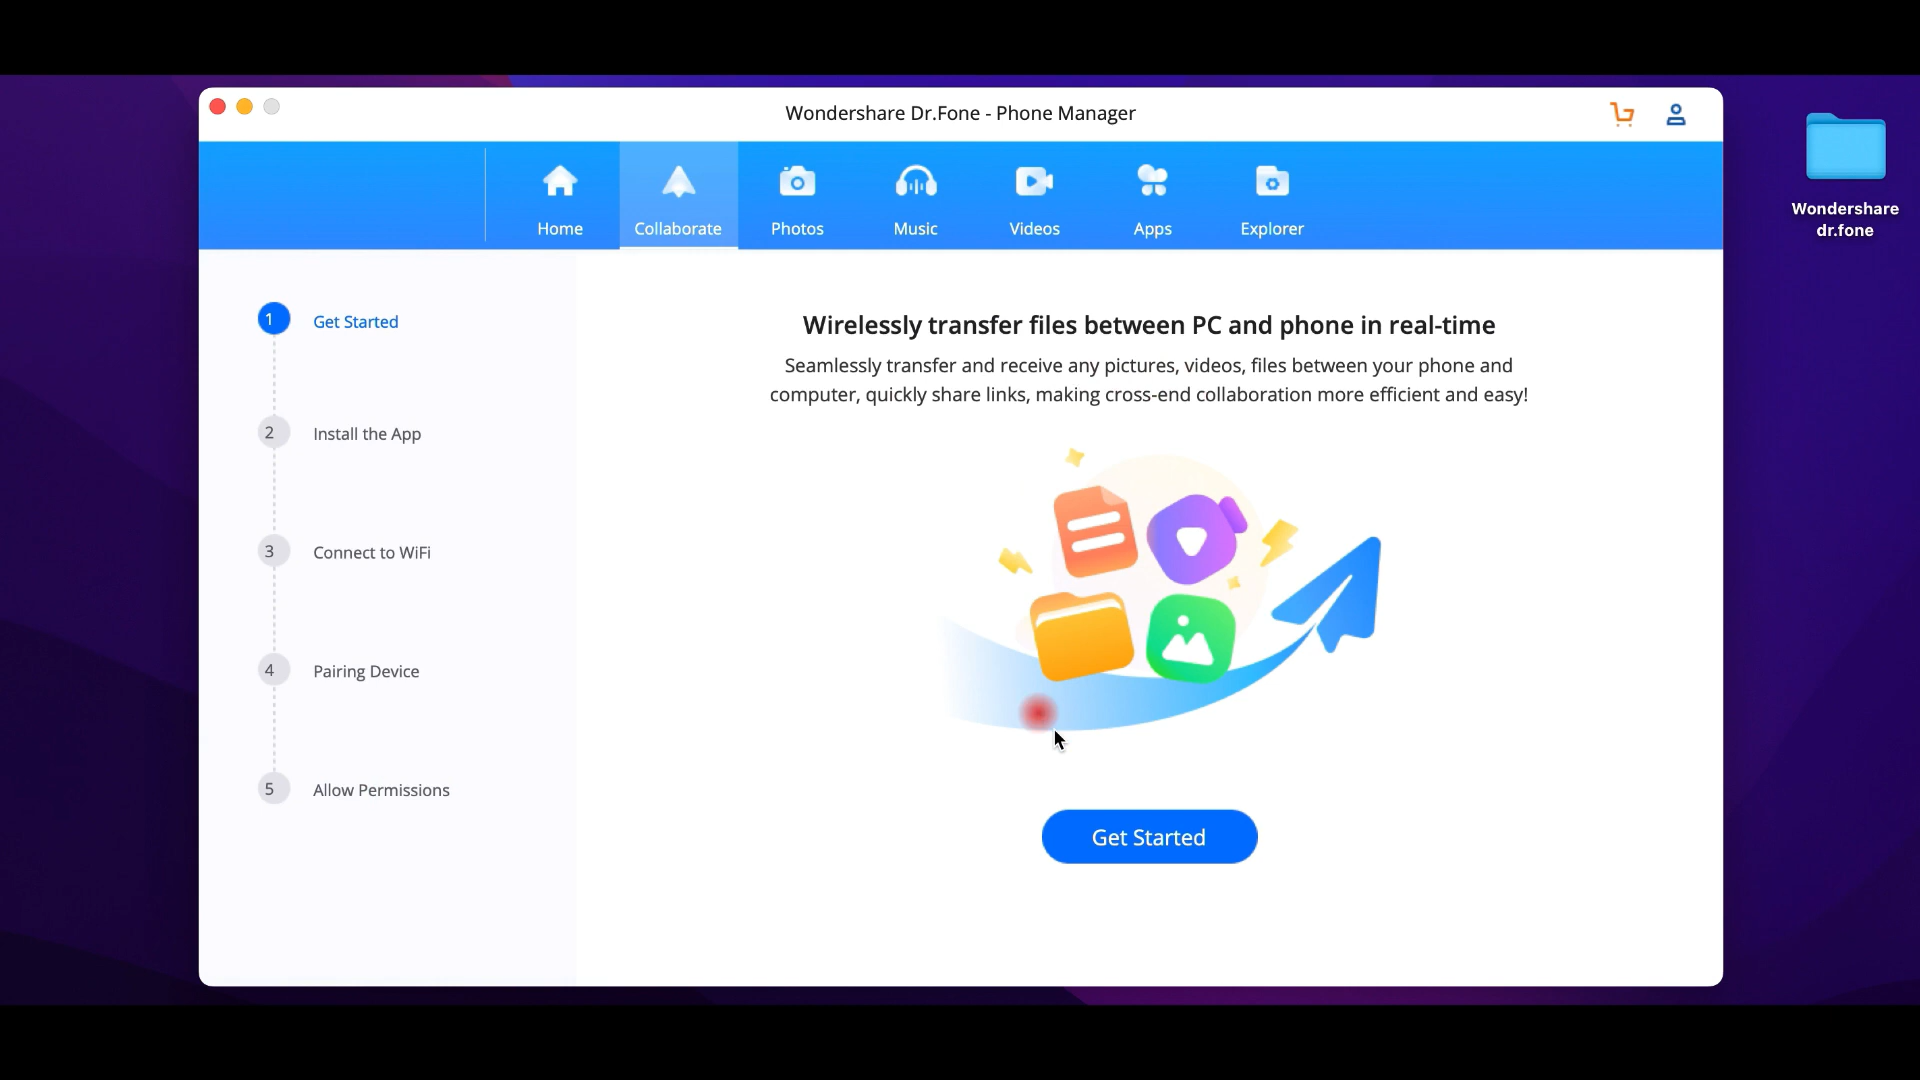 Wondershare Dr.Fone - Phone Manager
Home
Collaborate
Photos
Music
Videos
Apps
Explorer
Wondershare
dr.fone
1 Get Started
2 Install the App
3 Connect to WiFi
4 Pairing Device
5 Allow Permissions
Wirelessly transfer files between PC and phone in real-time
Seamlessly transfer and receive any pictures, videos, files between your phone and
computer, quickly share links, making cross-end collaboration more efficient and easy!
Get Started